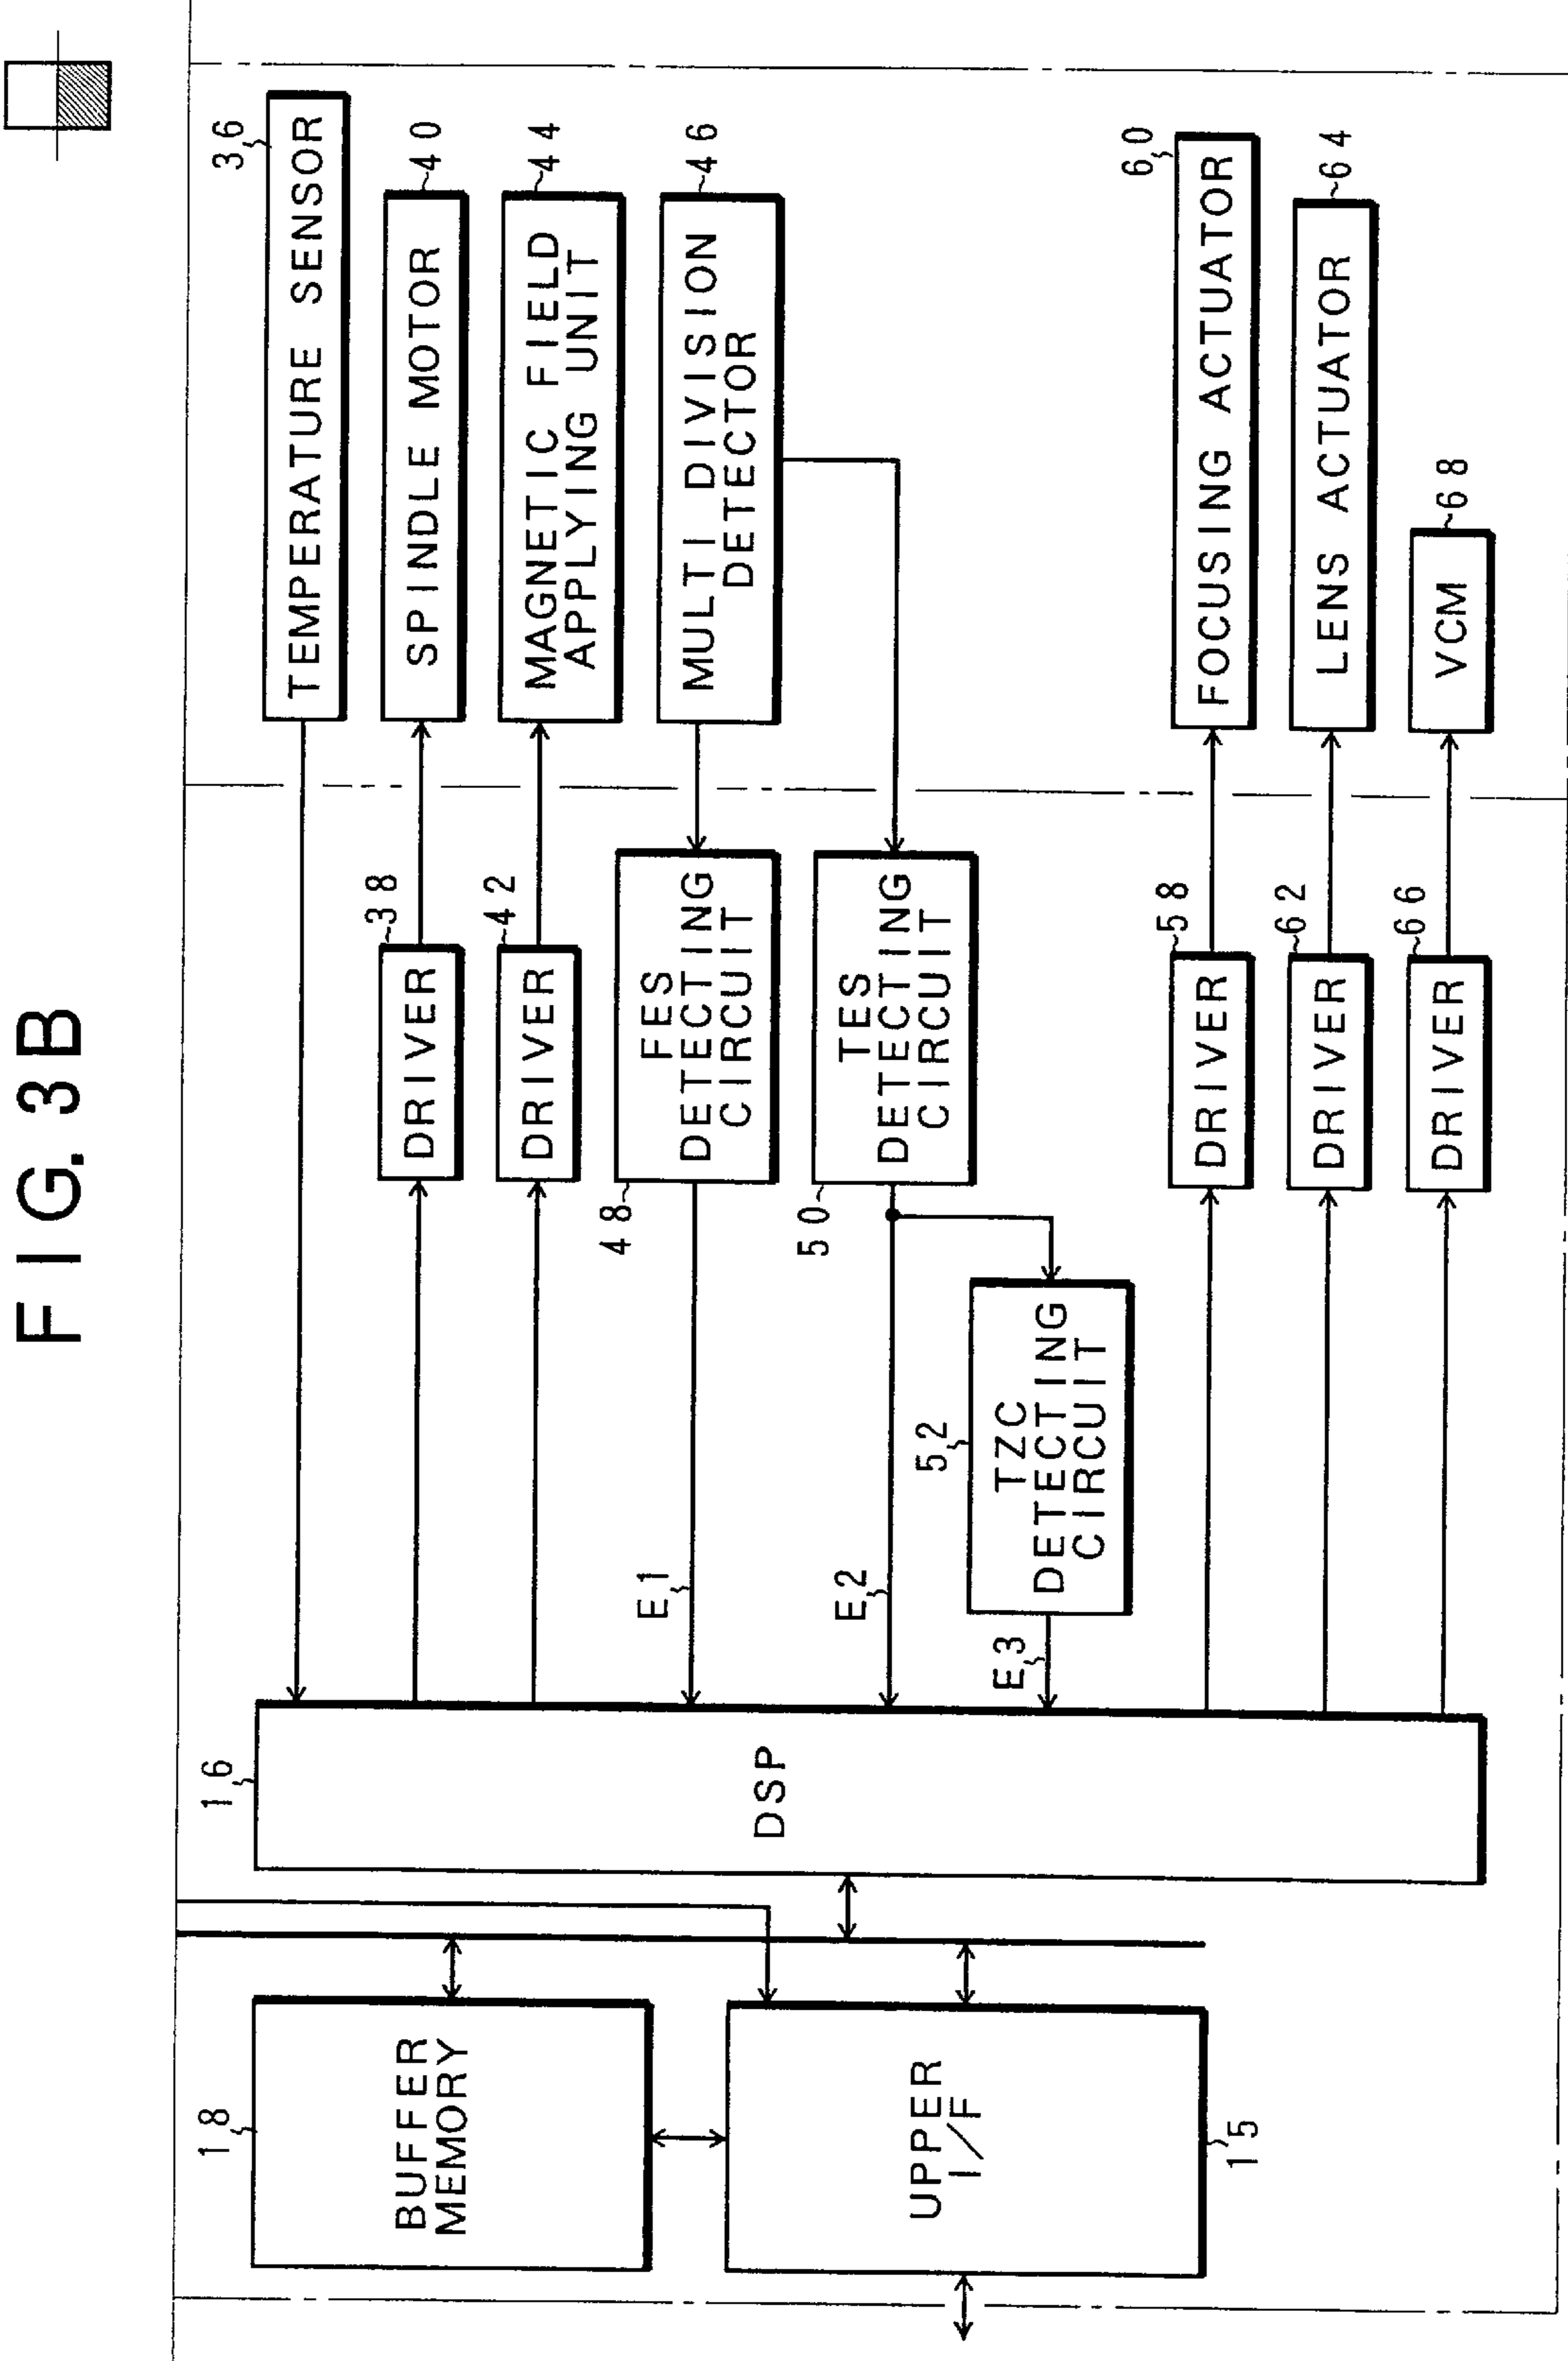 FIG. 3B
36
TEMPERATURE SENSOR
38
DRIVER
SPINDLE MOTOR
40
42
DRIVER
MAGNETIC FIELD
APPLYING UNIT
44
48
FES
DETECTING
CIRCUIT
E1
MULTI DIVISION
DETECTOR
46
50
TES
DETECTING
CIRCUIT
E2
52
TZC
DETECTING
CIRCUIT
E3
16
DSP
18
BUFFER
MEMORY
UPPER
I/F
15
58
DRIVER
60
FOCUSING ACTUATOR
62
DRIVER
LENS ACTUATOR
64
66
DRIVER
VCM
68